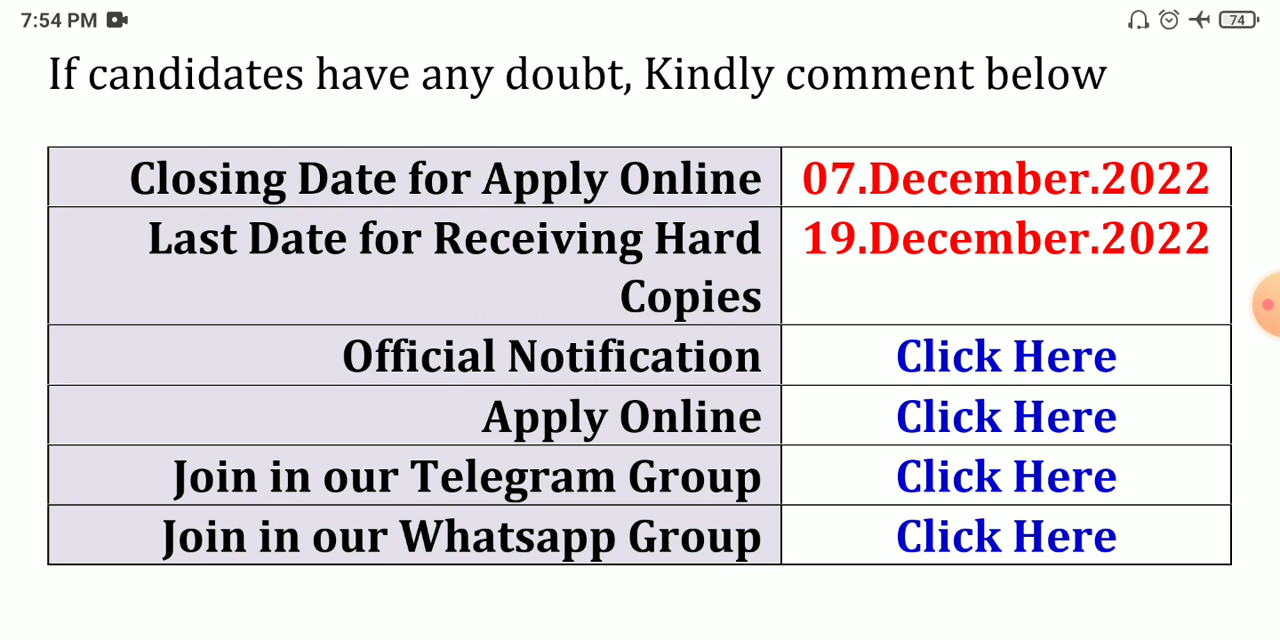 7:54 PM
74
If candidates have any doubt, Kindly comment below
Closing Date for Apply Online 07.December.2022
Last Date for Receiving Hard 19.December.2022
Copies
Official Notification Click Here
Apply Online Click Here
Join in our Telegram Group Click Here
Join in our Whatsapp Group Click Here